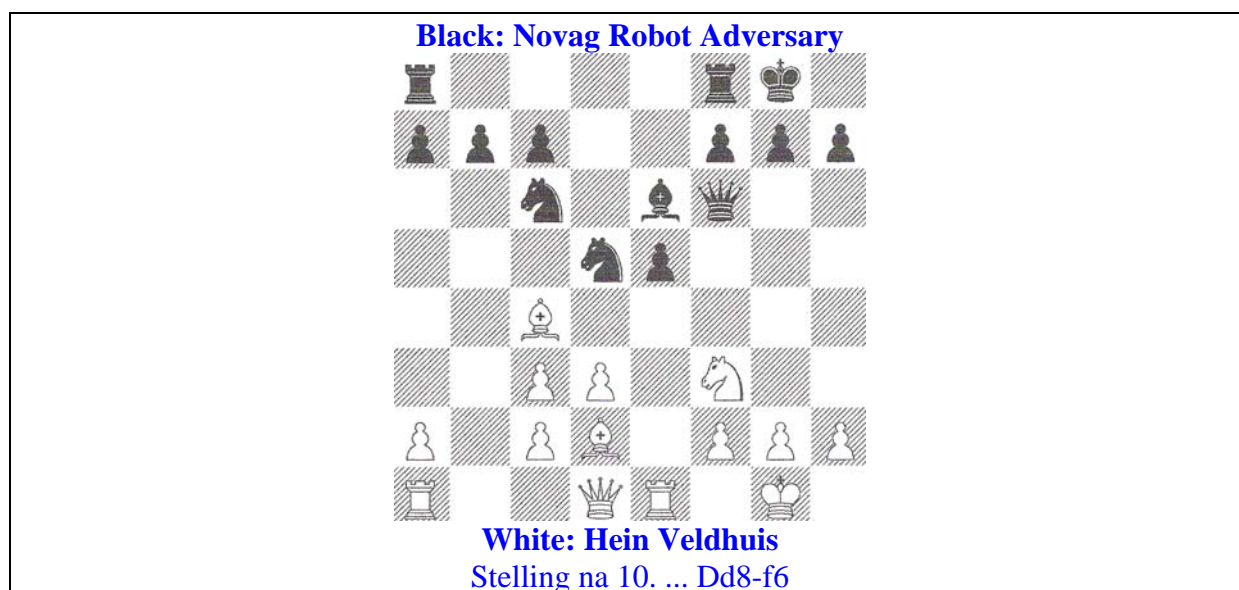 Black: Novag Robot Adversary
White: Hein Veldhuis
Stelling na 10. ... Dd8-f6